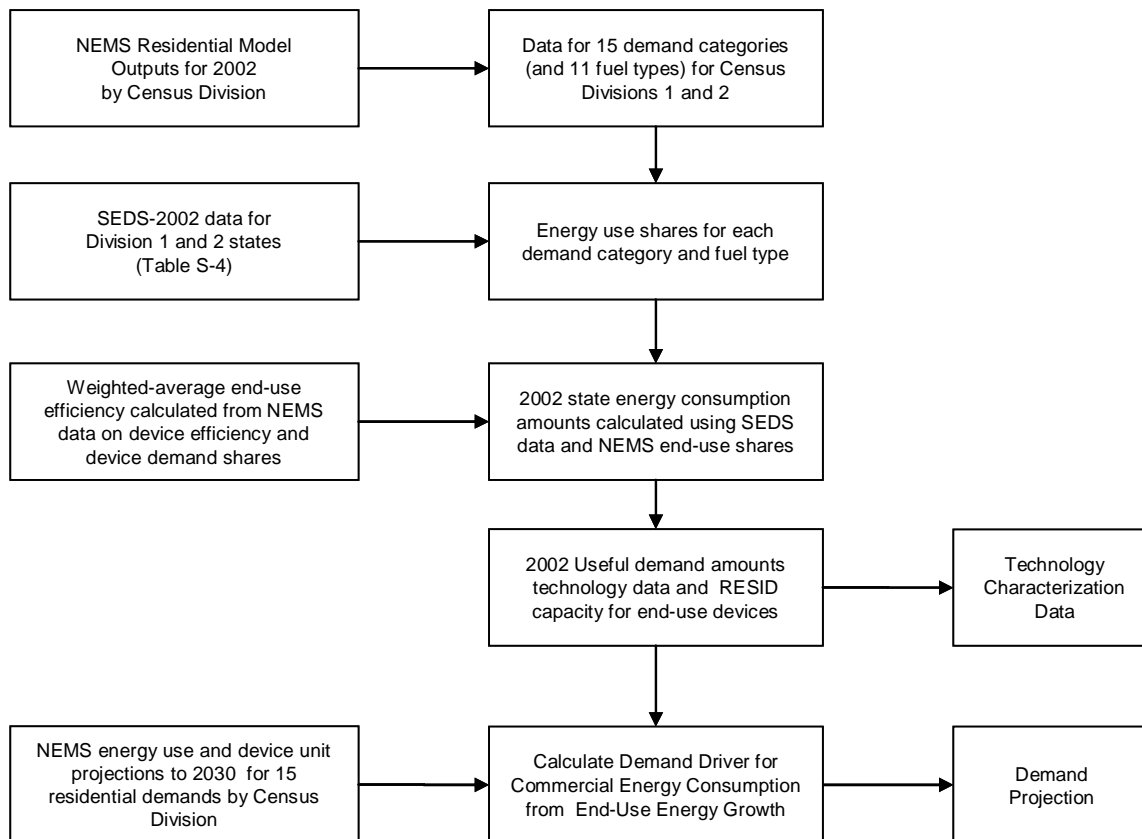 NEMS Residential Model
Outputs for 2002
by Census Division
Data for 15 demand categories
(and 11 fuel types) for Census
Divisions 1 and 2
SEDS-2002 data for
Division 1 and 2 states
(Table S-4)
Energy use shares for each
demand category and fuel type
Weighted-average end-use
efficiency calculated from NEMS
data on device efficiency and
device demand shares
2002 state energy consumption
amounts calculated using SEDS
data and NEMS end-use shares
2002 Useful demand amounts
technology data and RESID
capacity for end-use devices
Technology
Characterization
Data
NEMS energy use and device unit
projections to 2030 for 15
residential demands by Census
Division
Calculate Demand Driver for
Commercial Energy Consumption
from End-Use Energy Growth
Demand
Projection